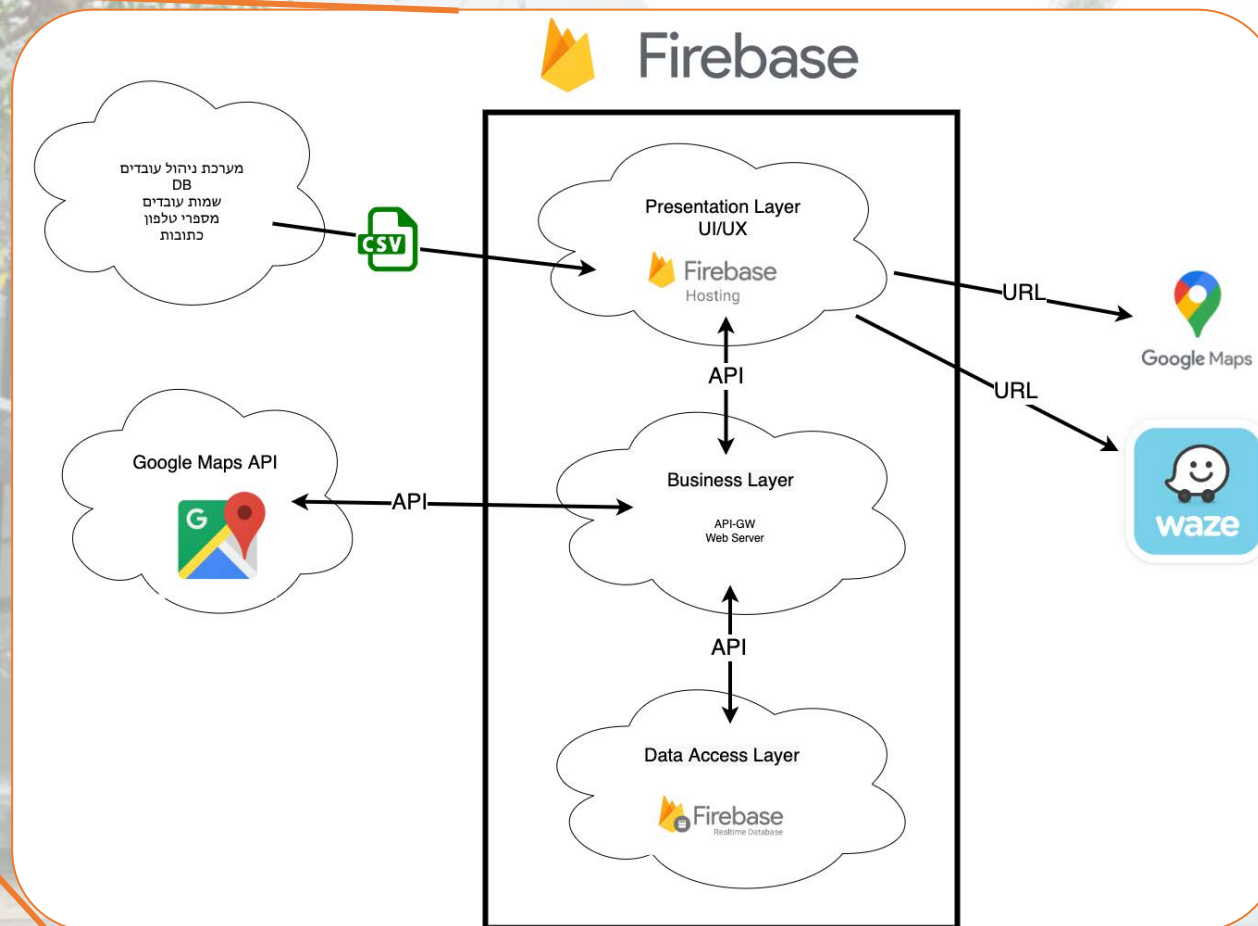 Firebase
מערכת ניהול עובדים
DB
שמות עובדים
מספרי טלפון
כתובות
CSV
Presentation Layer
UI/UX
Firebase
Hosting
URL
Google Maps
API
URL
waze
Google Maps API
G
API
Business Layer
API-GW
Web Server
API
Data Access Layer
Firebase
Realtime Database